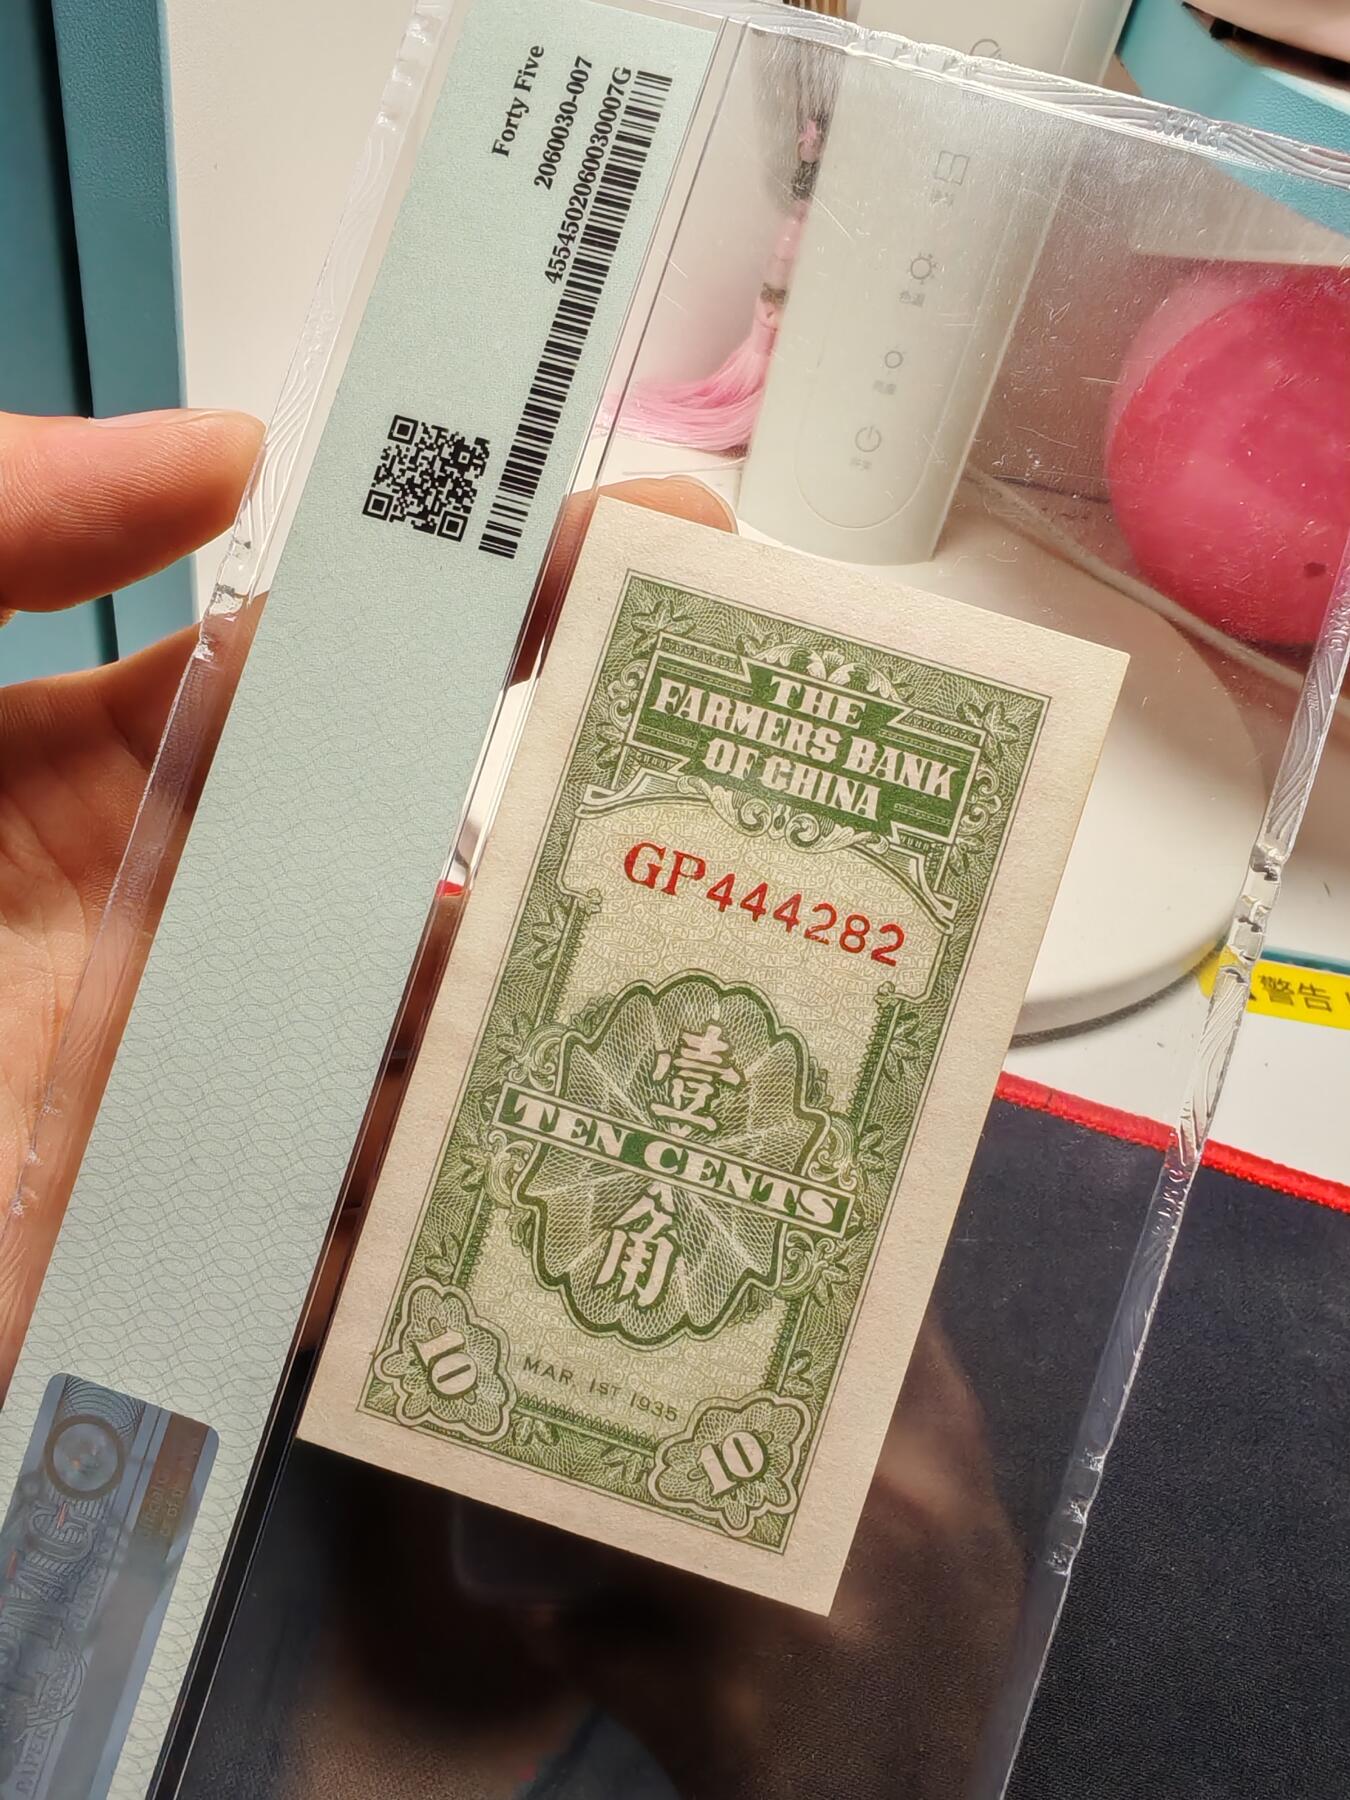 Forty Five
2060030-007
4554502060030007G
THE
FARMERS BANK
OF CHINA
GP444282
壹
TEN CENTS
角
10
MAR. 1ST 1935
10
PMG
警告